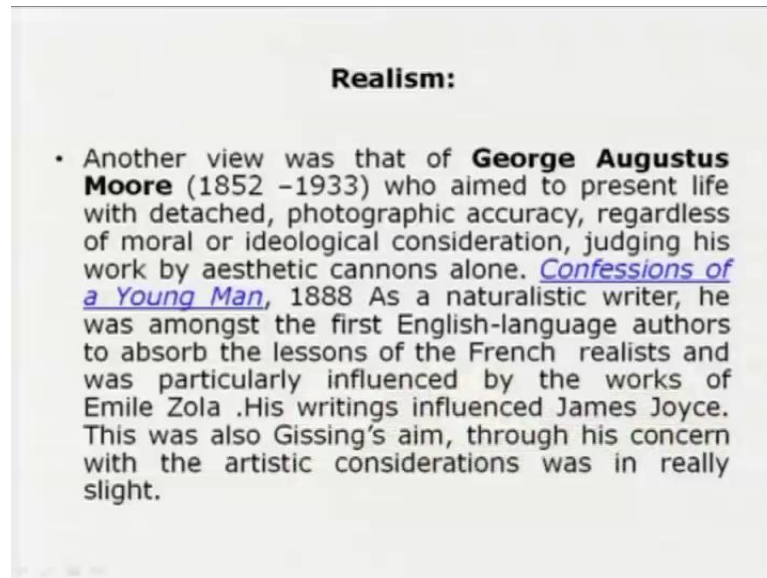 Realism:
• Another view was that of George Augustus
Moore (1852 –1933) who aimed to present life
with detached, photographic accuracy, regardless
of moral or ideological consideration, judging his
work by aesthetic cannons alone. Confessions of
a Young Man, 1888 As a naturalistic writer, he
was amongst the first English-language authors
to absorb the lessons of the French realists and
was particularly influenced by the works of
Emile Zola .His writings influenced James Joyce.
This was also Gissing's aim, through his concern
with the artistic considerations was in really
slight.